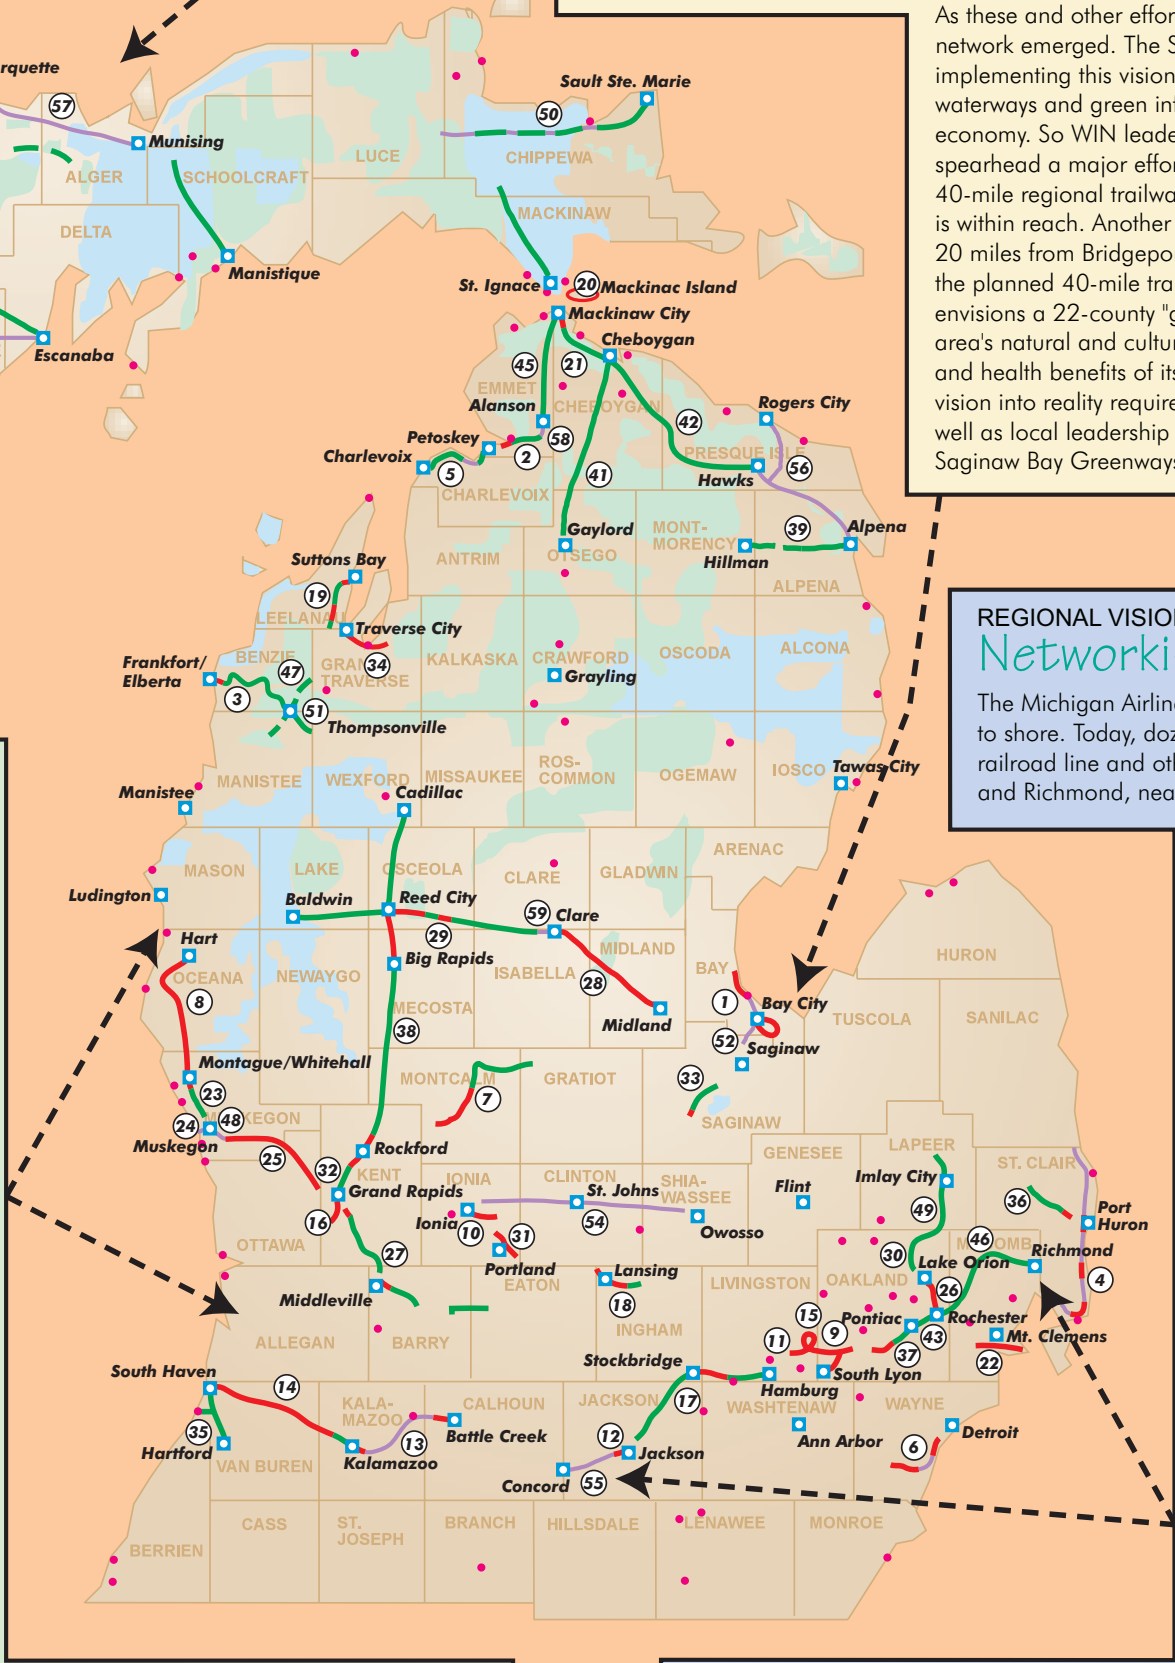 As these and other effor
network emerged. The S
implementing this vision
waterways and green in
economy. So WIN leade
spearhead a major effor
40-mile regional trailwa
is within reach. Another
20 miles from Bridgepo
the planned 40-mile tra
envisions a 22-county "g
area's natural and cultu
and health benefits of its
vision into reality require
well as local leadership
Saginaw Bay Greenways
REGIONAL VISIO
Networki
The Michigan Airline
to shore. Today, doz
railroad line and oth
and Richmond, nea
rquette
57
Munising
ALGER
SCHOOLCRAFT
LUCE
Sault Ste. Marie
50
CHIPPEWA
MACKINAW
DELTA
Manistique
Escanaba
St. Ignace
20
Mackinac Island
Mackinaw City
Cheboygan
45
21
EMMET
CHEBOYGAN
Alanson
58
Petoskey
2
Charlevoix
5
CHARLEVOIX
42
41
Rogers City
PRESQUE ISLE
56
Hawks
39
Alpena
Gaylord
OTSEGO
MONT-
MORENCY
Hillman
ALPENA
ANTRIM
Suttons Bay
19
LEELANAU
Traverse City
34
BENZIE
47
GRAND
TRAVERSE
KALKASKA
CRAWFORD
OSCODA
ALCONA
Frankfort/
Elberta
3
51
Thompsonville
Grayling
MANISTEE
WEXFORD
MISSAUKEE
ROS-
COMMON
OGEMAW
IOSCO
Tawas City
Manistee
Cadillac
MASON
LAKE
OSCEOLA
CLARE
GLADWIN
ARENAC
Ludington
Baldwin
Reed City
29
59
Clare
Hart
OCEANA
8
NEWAYGO
Big Rapids
MECOSTA
38
ISABELLA
28
MIDLAND
Midland
BAY
1
Bay City
52
Saginaw
HURON
TUSCOLA
SANILAC
Montague/Whitehall
23
24
48
MUSKEGON
Muskegon
25
MONTCALM
7
GRATIOT
33
SAGINAW
Rockford
32
KENT
Grand Rapids
16
IONIA
Ionia
10
31
Portland
CLINTON
St. Johns
54
SHIA-
WASSEE
Owosso
GENESEE
Flint
LAPEER
Imlay City
49
ST. CLAIR
36
Port
Huron
OTTAWA
27
Middleville
EATON
Lansing
18
INGHAM
LIVINGSTON
30
Lake Orion
OAKLAND
26
46
MACOMB
Richmond
4
ALLEGAN
BARRY
15
9
11
Pontiac
Rochester
43
37
Mt. Clemens
22
South Haven
14
Stockbridge
17
Hamburg
South Lyon
35
Hartford
VAN BUREN
KALA-
MAZOO
Kalamazoo
13
CALHOUN
Battle Creek
JACKSON
12
Jackson
Concord
55
WASHTENAW
Ann Arbor
WAYNE
6
Detroit
BERRIEN
CASS
ST.
JOSEPH
BRANCH
HILLSDALE
LENAWEE
MONROE